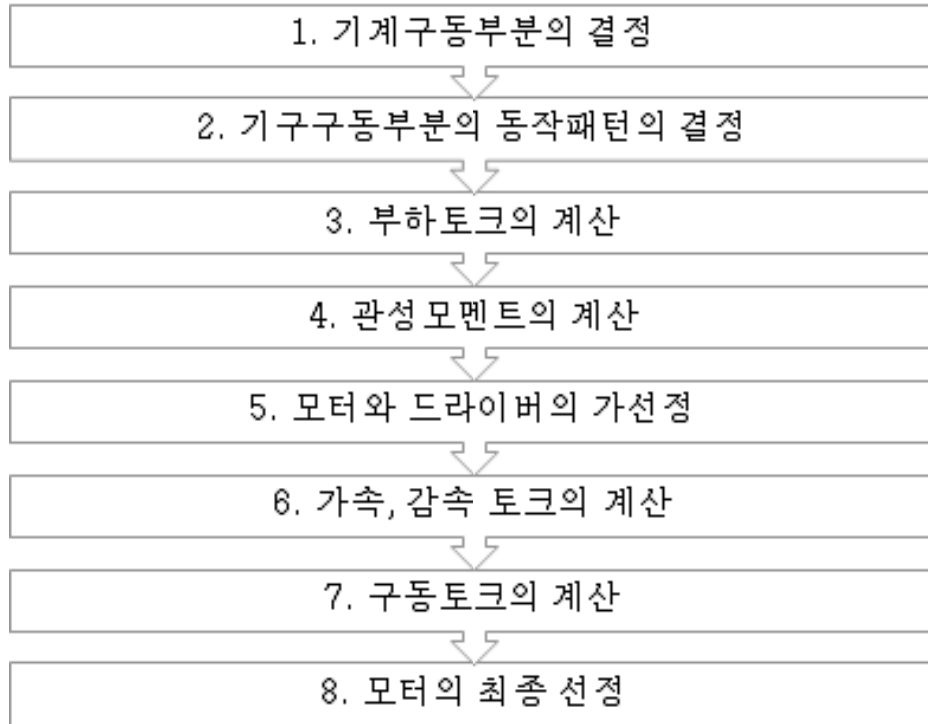 1. 기계구동부분의 결정
2. 기구구동부분의 동작패턴의 결정
3. 부하토크의 계산
4. 관성모멘트의 계산
5. 모터와 드라이버의 가선정
6. 가속, 감속 토크의 계산
7. 구동토크의 계산
8. 모터의 최종 선정